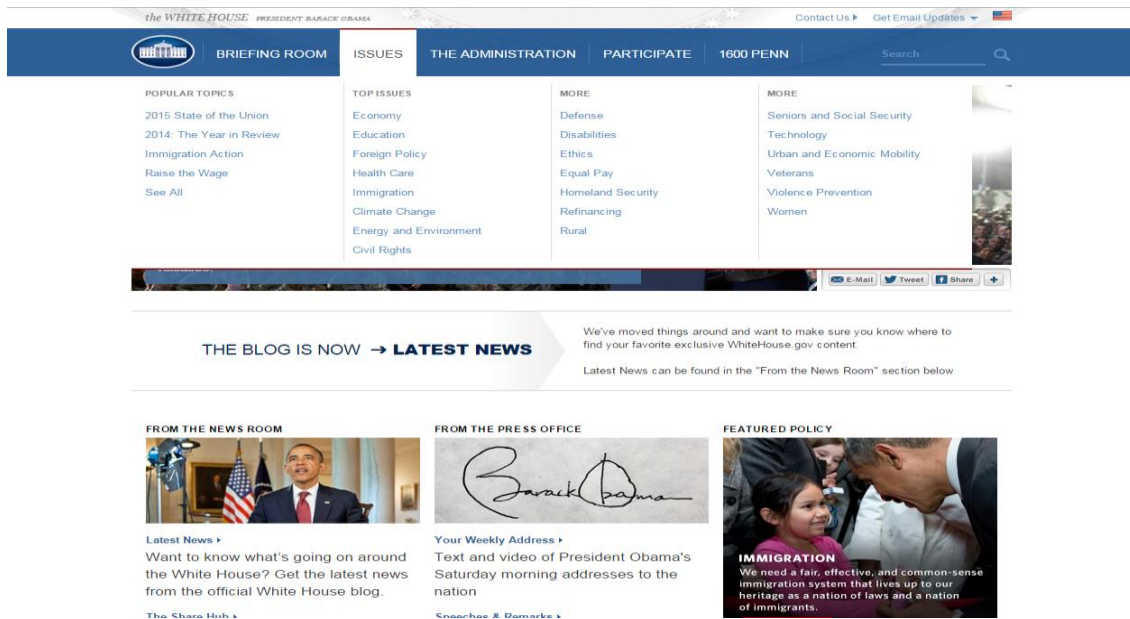 the WHITE HOUSE PRESIDENT BARACK OBAMA
Contact Us
Get Email Updates
BRIEFING ROOM
ISSUES
THE ADMINISTRATION
PARTICIPATE
1600 PENN
Search
POPULAR TOPICS
2015 State of the Union
2014: The Year in Review
Immigration Action
Raise the Wage
See All
TOP ISSUES
Economy
Education
Foreign Policy
Health Care
Immigration
Climate Change
Energy and Environment
Civil Rights
MORE
Defense
Disabilities
Ethics
Equal Pay
Homeland Security
Refinancing
Rural
MORE
Seniors and Social Security
Technology
Urban and Economic Mobility
Veterans
Violence Prevention
Women
E-Mail
Tweet
Share
THE BLOG IS NOW → LATEST NEWS
We've moved things around and want to make sure you know where to
find your favorite exclusive WhiteHouse.gov content.
Latest News can be found in the "From the News Room" section below
FROM THE NEWS ROOM
Latest News
Want to know what's going on around
the White House? Get the latest news
from the official White House blog.
The Share Hub
FROM THE PRESS OFFICE
Barack Obama
Your Weekly Address
Text and video of President Obama's
Saturday morning addresses to the
nation
Speeches & Remarks
FEATURED POLICY
IMMIGRATION
We need a fair, effective, and common-sense
immigration system that lives up to our
heritage as a nation of laws and a nation
of immigrants.